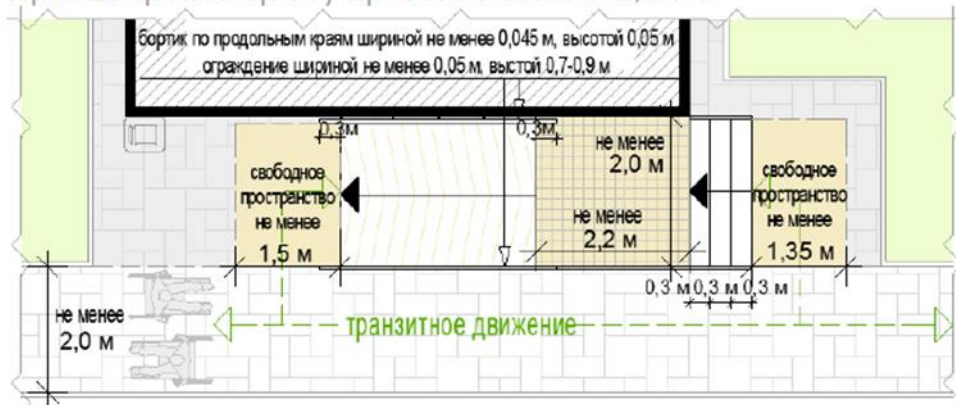 бортик по продольным краям шириной не менее 0,045 м, высотой 0,05 м
ограждение шириной не менее 0,05 м, выстой 0,7-0,9 м
0,3м
0,3м
не менее
2,0 м
свободное
пространство
не менее
1,5 м
не менее
2,2 м
свободное
пространство
не менее
1,35 м
0,3 м 0,3 м 0,3 м
не менее
2,0 м
транзитное движение